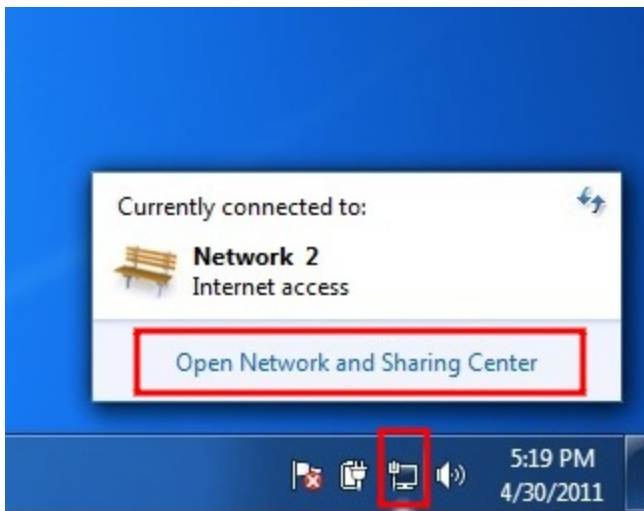 Currently connected to:
Network 2
Internet access
Open Network and Sharing Center
5:19 PM
4/30/2011